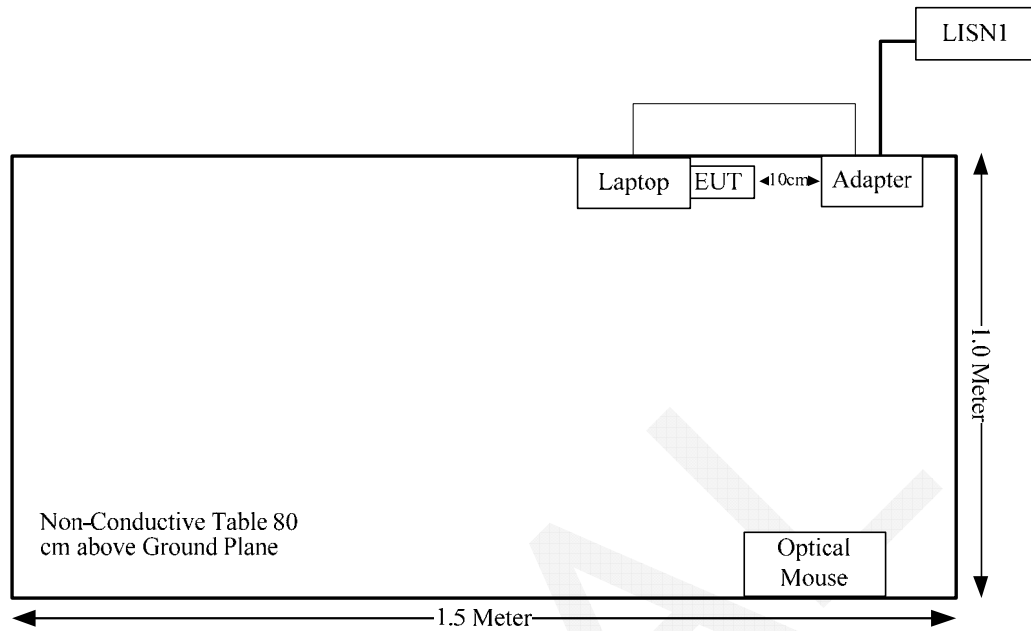 LISN1
Laptop
EUT
10cm
Adapter
1.0 Meter
Non-Conductive Table 80
cm above Ground Plane
Optical
Mouse
1.5 Meter